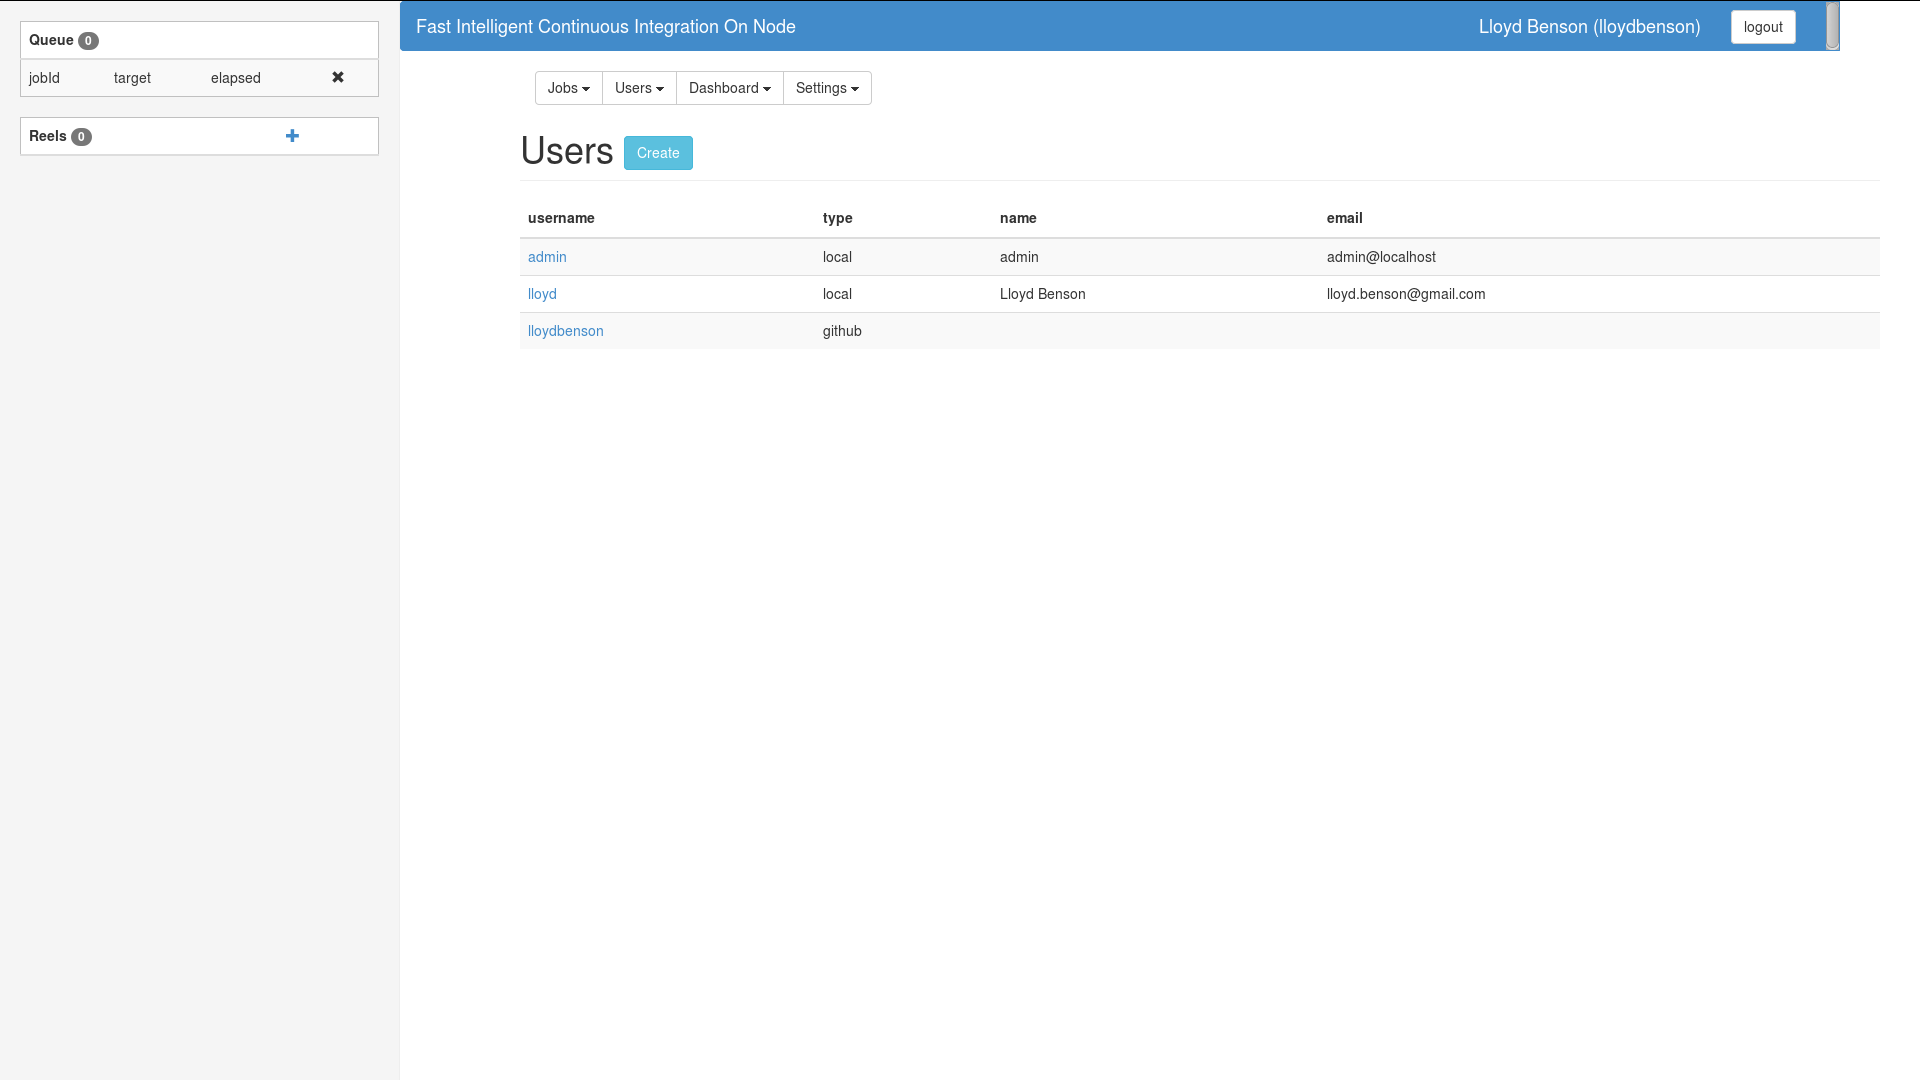 Queue 0
jobId target elapsed
Reels 0
Fast Intelligent Continuous Integration On Node
Lloyd Benson (lloydbenson) logout
Jobs Users Dashboard Settings
Users Create
username type name email
admin local admin admin@localhost
lloyd local Lloyd Benson lloyd.benson@gmail.com
lloydbenson github